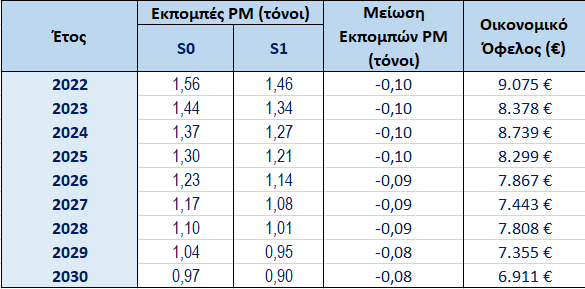 Έτος Εκπομπές PM (τόνοι) Μείωση Εκπομπών PM (τόνοι) Οικονομικό Όφελος (€)
S0 S1
2022 1,56 1,46 -0,10 9.075 €
2023 1,44 1,34 -0,10 8.378 €
2024 1,37 1,27 -0,10 8.739 €
2025 1,30 1,21 -0,10 8.299 €
2026 1,23 1,14 -0,09 7.867 €
2027 1,17 1,08 -0,09 7.443 €
2028 1,10 1,01 -0,09 7.808 €
2029 1,04 0,95 -0,08 7.355 €
2030 0,97 0,90 -0,08 6.911 €